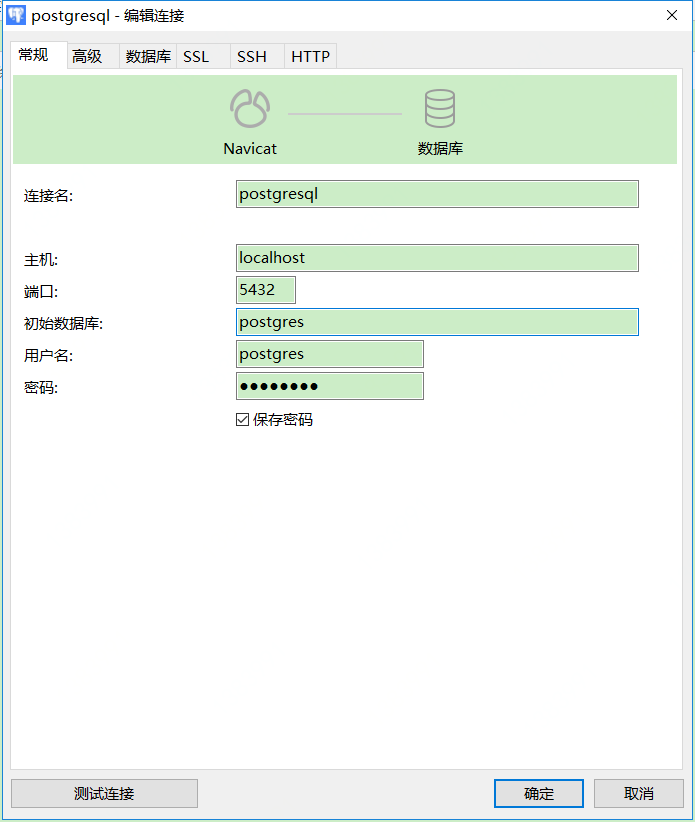 postgresql - 编辑连接
常规 高级 数据库 SSL SSH HTTP
Navicat 数据库
连接名: postgresql
主机: localhost
端口: 5432
初始数据库: postgres
用户名: postgres
密码: ●●●●●●●●
保存密码
测试连接 确定 取消